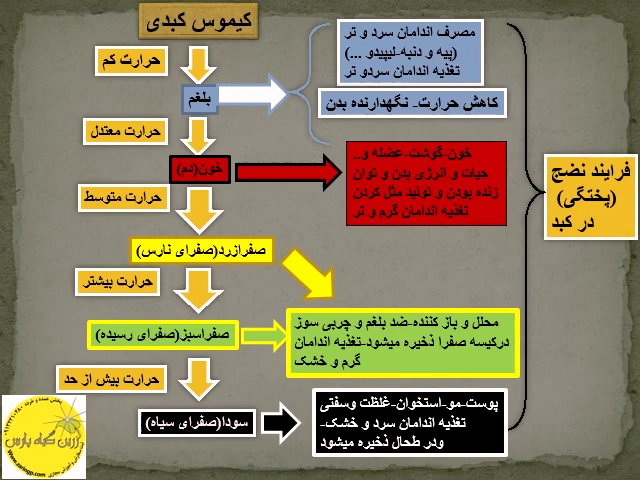 کیموس کبدی
حرارت کم
بلغم
مصرف اندامان سرد و تر
(پیه و دنبه-لیپیدو ...)
تغذیه اندامان سردو تر
کاهش حرارت- نگهدارنده بدن
حرارت معتدل
خون(دم)
خون-گوشت-عضله و..
حیات و انرژی بدن و توان
زنده بودن و تولید مثل کردن
تغذیه اندامان گرم و تر
حرارت متوسط
صفرازرد(صفرای نارس)
حرارت بیشتر
صفراسبز(صفرای رسیده)
محلل و باز کننده-ضد بلغم و چربی سوز
درکیسه صفرا ذخیره میشود-تغذیه اندامان
گرم و خشک
حرارت بیش از حد
سودا(صفرای سیاه)
پوست-مو-استخوان-غلظت وسفتی
تغذیه اندامان سرد و خشک-
ودر طحال ذخیره میشود
فرایند نضج
(پختگی)
در کبد
زرین گیاه پارس